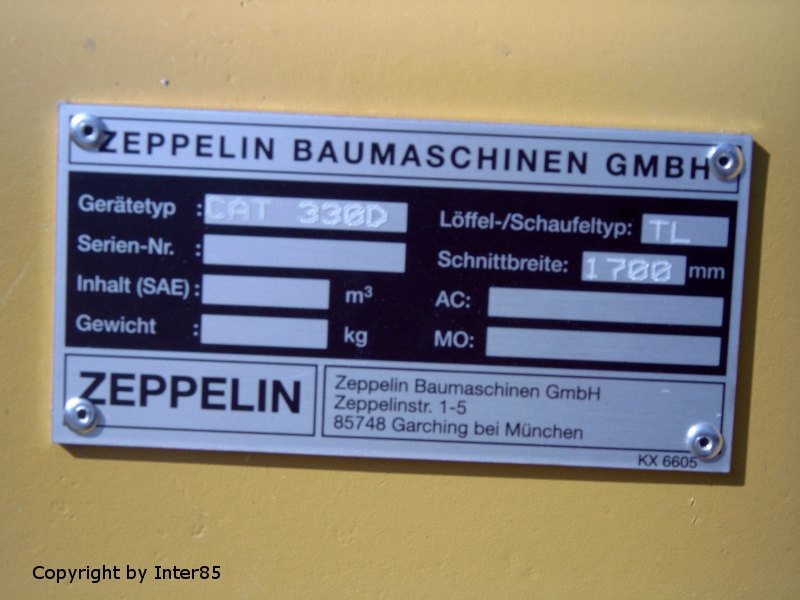 ZEPPELIN BAUMASCHINEN GMBH
Gerätetyp : CAT 330D
Serien-Nr. :
Inhalt (SAE) : m³
Gewicht : kg
Löffel-/Schaufeltyp: TL
Schnittbreite: 1700 mm
AC:
MO:
ZEPPELIN
Zeppelin Baumaschinen GmbH
Zeppelinstr. 1-5
85748 Garching bei München
KX 6605
Copyright by Inter85